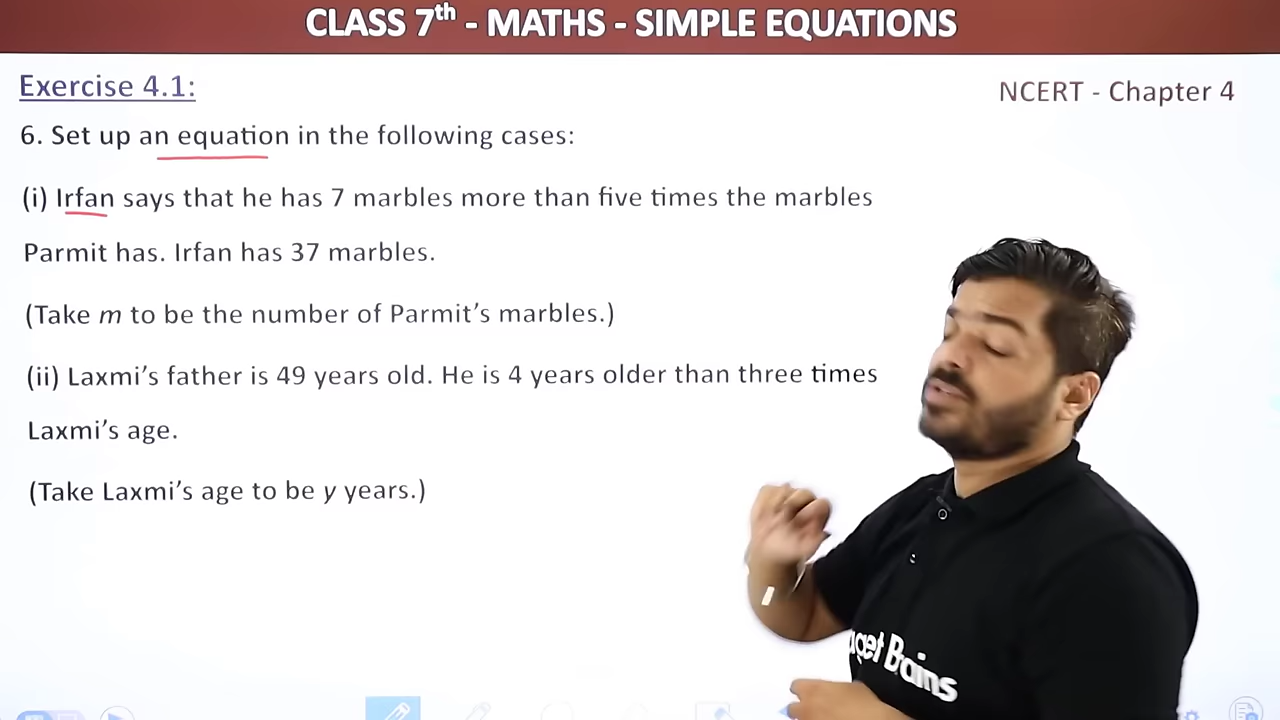 CLASS 7th - MATHS - SIMPLE EQUATIONS
Exercise 4.1:
NCERT - Chapter 4
6. Set up an equation in the following cases:
(i) Irfan says that he has 7 marbles more than five times the marbles
Parmit has. Irfan has 37 marbles.
(Take m to be the number of Parmit’s marbles.)
(ii) Laxmi’s father is 49 years old. He is 4 years older than three times
Laxmi’s age.
(Take Laxmi’s age to be y years.)
Brains